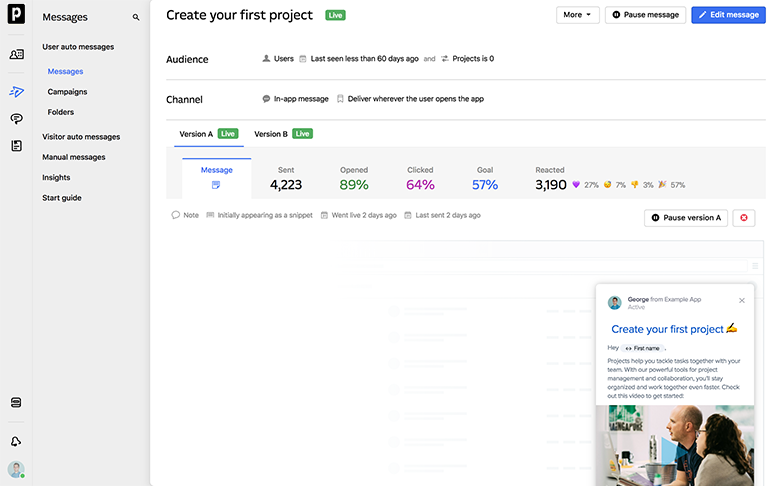 p
Messages
User auto messages
Messages
Campaigns
Folders
Visitor auto messages
Manual messages
Insights
Start guide
Create your first project Live
More Pause message Edit message
Audience Users Last seen less than 60 days ago and Projects is 0
Channel In-app message Deliver wherever the user opens the app
Version A Live Version B Live
Message Sent Opened Clicked Goal Reacted
4,223 89% 64% 57% 3,190 27% 7% 3% 57%
Note Initially appearing as a snippet Went live 2 days ago Last sent 2 days ago Pause version A
George from Example App
Active
Create your first project
Hey First name ,
Projects help you tackle tasks together with your
team. With our powerful tools for project
management and collaboration, you'll stay
organized and work together even faster. Check
out this video to get started:
SINGAPORE